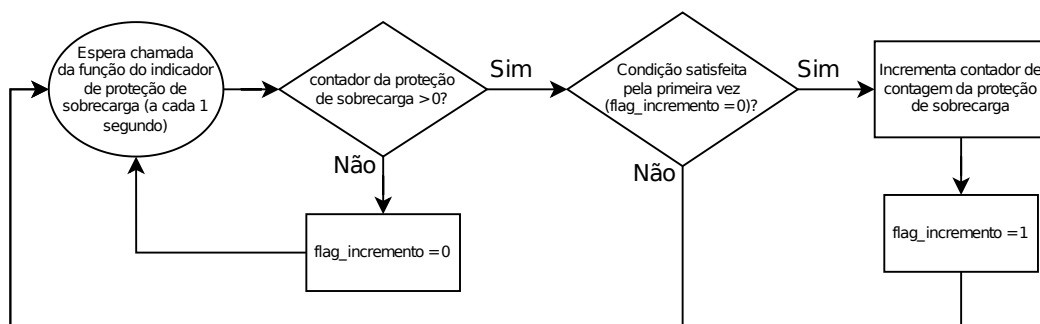 Espera chamada
da função do indicador
de proteção de
sobrecarga (a cada 1
segundo)
contador da proteção
de sobrecarga >0?
Sim
Não
flag_incremento = 0
Condição satisfeita
pela primeira vez
(flag_incremento = 0)?
Sim
Não
Incrementa contador de
contagem da proteção
de sobrecarga
flag_incremento = 1